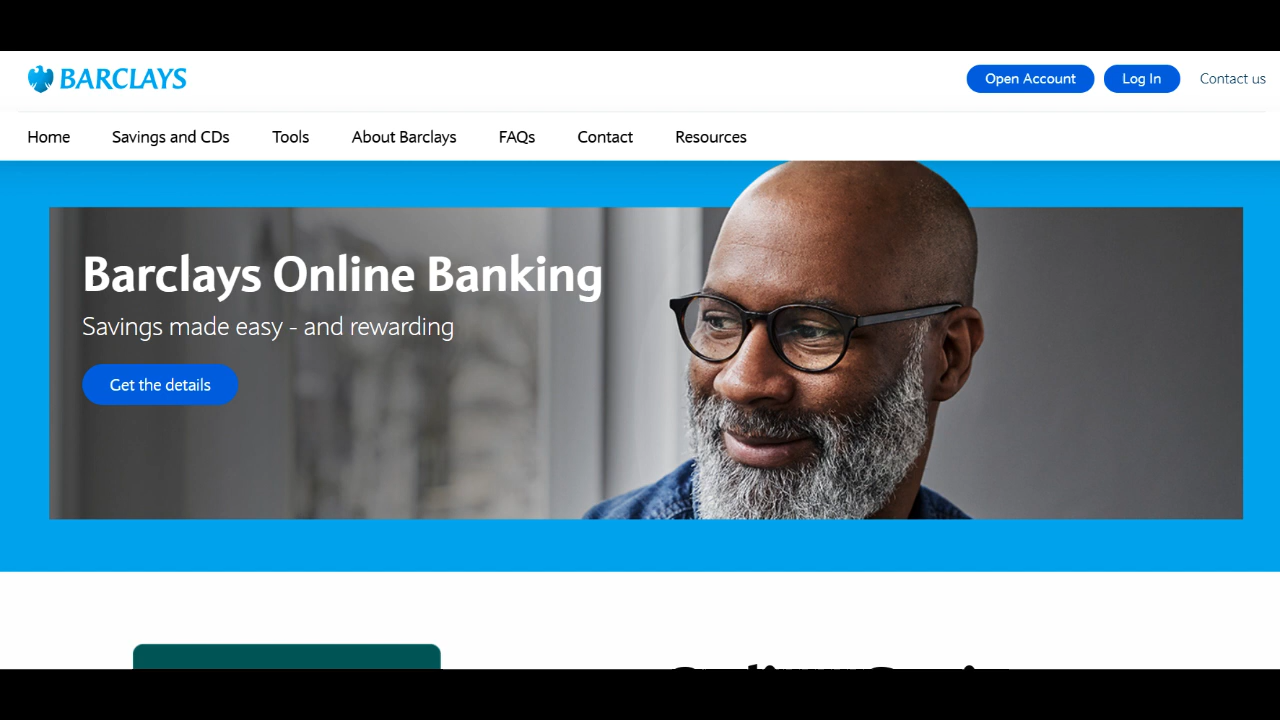 BARCLAYS
Open Account
Log In
Contact us
Home
Savings and CDs
Tools
About Barclays
FAQs
Contact
Resources
Barclays Online Banking
Savings made easy - and rewarding
Get the details